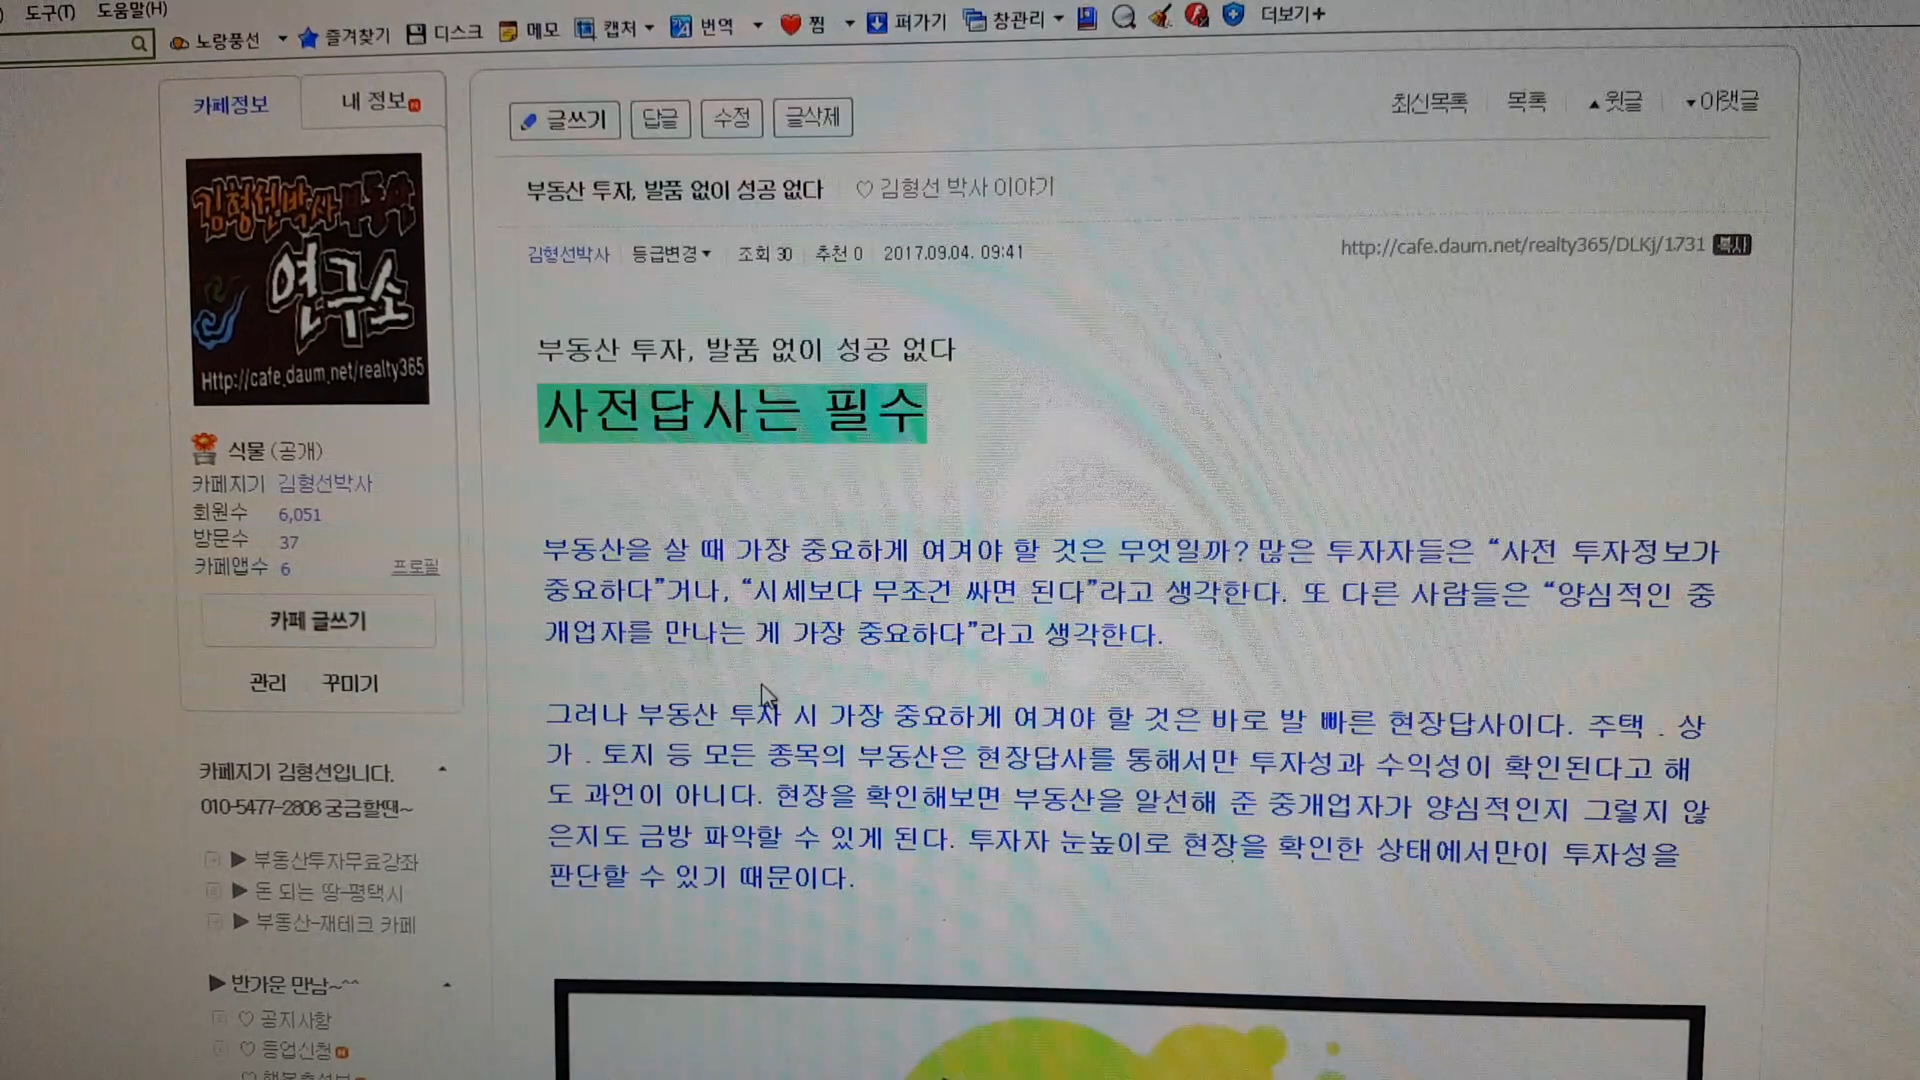 도구(T) 도움말(H)
노랑풍선 즐겨찾기 디스크 메모 캡처 번역 찜 퍼가기 창관리 더보기+
카페정보 내 정보
김형선박사부동산
연구소
Http://cafe.daum.net/realty365
식물 (공개)
카페지기 김형선박사
회원수 6,051
방문수 37
카페앱수 6 프로필
카페 글쓰기
관리 꾸미기
카페지기 김형선입니다.
010-5477-2808 궁금할땐~
▶ 부동산투자무료강좌
▶ 돈 되는 땅-평택시
▶ 부동산-재테크 카페
▶ 반가운 만남~^^
♡ 공지사항
♡ 등업신청
글쓰기 답글 수정 글삭제
최신목록 목록 ▲윗글 ▼아랫글
부동산 투자, 발품 없이 성공 없다 ♡ 김형선 박사 이야기
김형선박사 등급변경▼ 조회 30 추천 0 2017.09.04. 09:41
http://cafe.daum.net/realty365/DLKj/1731 복사
부동산 투자, 발품 없이 성공 없다
사전답사는 필수
부동산을 살 때 가장 중요하게 여겨야 할 것은 무엇일까? 많은 투자자들은 “사전 투자정보가
중요하다”거나, “시세보다 무조건 싸면 된다”라고 생각한다. 또 다른 사람들은 “양심적인 중
개업자를 만나는 게 가장 중요하다”라고 생각한다.
그러나 부동산 투자 시 가장 중요하게 여겨야 할 것은 바로 발 빠른 현장답사이다. 주택 . 상
가 . 토지 등 모든 종목의 부동산은 현장답사를 통해서만 투자성과 수익성이 확인된다고 해
도 과언이 아니다. 현장을 확인해보면 부동산을 알선해 준 중개업자가 양심적인지 그렇지 않
은지도 금방 파악할 수 있게 된다. 투자자 눈높이로 현장을 확인한 상태에서만이 투자성을
판단할 수 있기 때문이다.